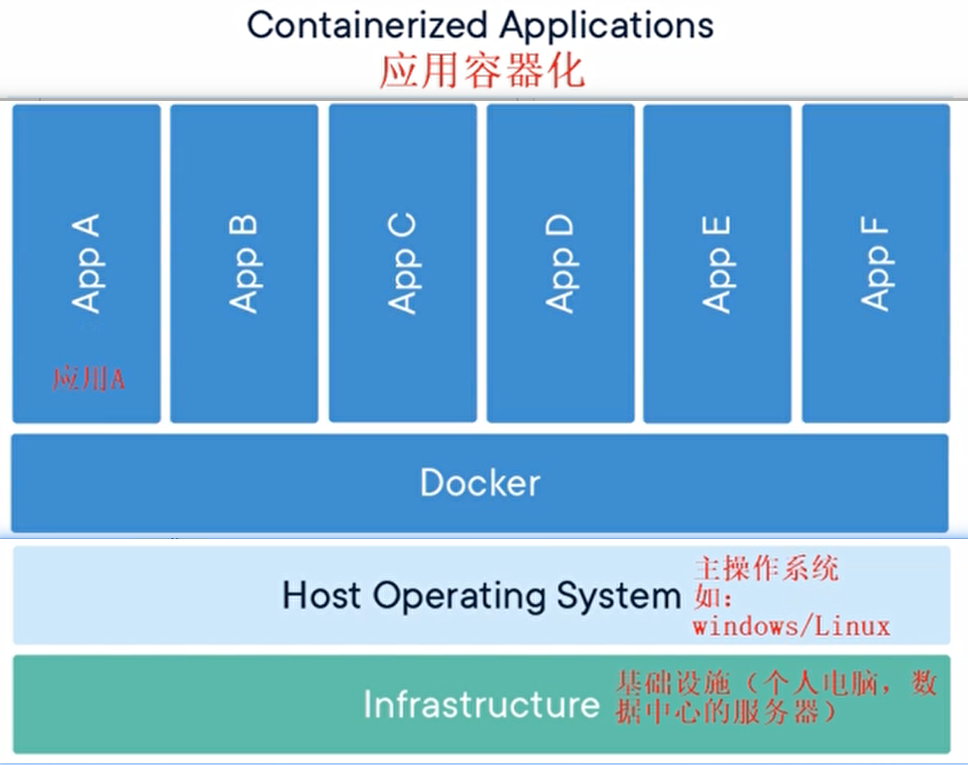 Containerized Applications
应用容器化
App A
App B
App C
App D
App E
App F
应用A
Docker
Host Operating System
主操作系统
如:
windows/Linux
Infrastructure
基础设施（个人电脑，数
据中心的服务器）